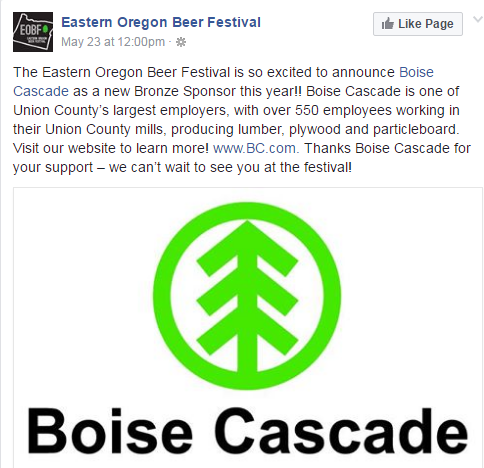 EOBF
Eastern Oregon Beer Festival
Like Page
May 23 at 12:00pm ·
The Eastern Oregon Beer Festival is so excited to announce Boise
Cascade as a new Bronze Sponsor this year!! Boise Cascade is one of
Union County's largest employers, with over 550 employees working in
their Union County mills, producing lumber, plywood and particleboard.
Visit our website to learn more! www.BC.com. Thanks Boise Cascade for
your support – we can't wait to see you at the festival!
Boise Cascade